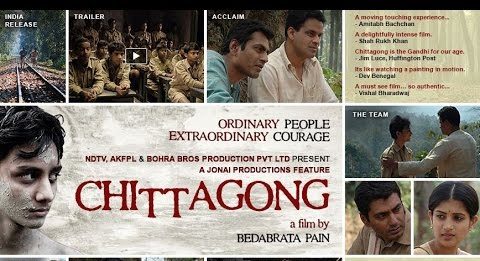 INDIA
RELEASE
TRAILER
ACCLAIM
A moving touching experience...
- Amitabh Bachchan
A delightfully intense film.
- Shah Rukh Khan
Chittagong is the Gandhi for our age.
- Jim Luce, Huffington Post
Its like watching a painting in motion.
- Dev Benegal
A must see film... so authentic...
- Vishal Bharadwaj
ORDINARY PEOPLE
EXTRAORDINARY COURAGE
NDTV, AKFPL & BOHRA BROS PRODUCTION PVT LTD PRESENT
A JONAI PRODUCTIONS FEATURE
CHITTAGONG
a film by
BEDABRATA PAIN
THE TEAM